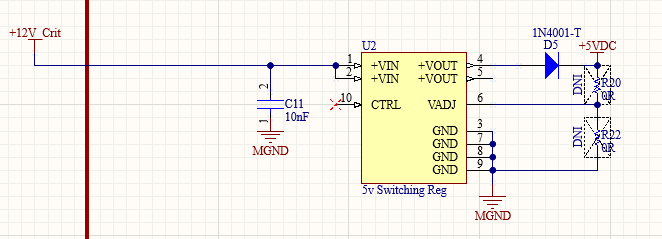 +12V_Crit
U2
1N4001-T
D5
+5VDC
1 +VIN +VOUT 4
2 +VIN +VOUT 5
DNI R20
0R
2
C11
10nF
1
10 CTRL VADJ 6
MGND
GND 3
GND 7
GND 8
GND 9
DNI R22
0R
5v Switching Reg
MGND